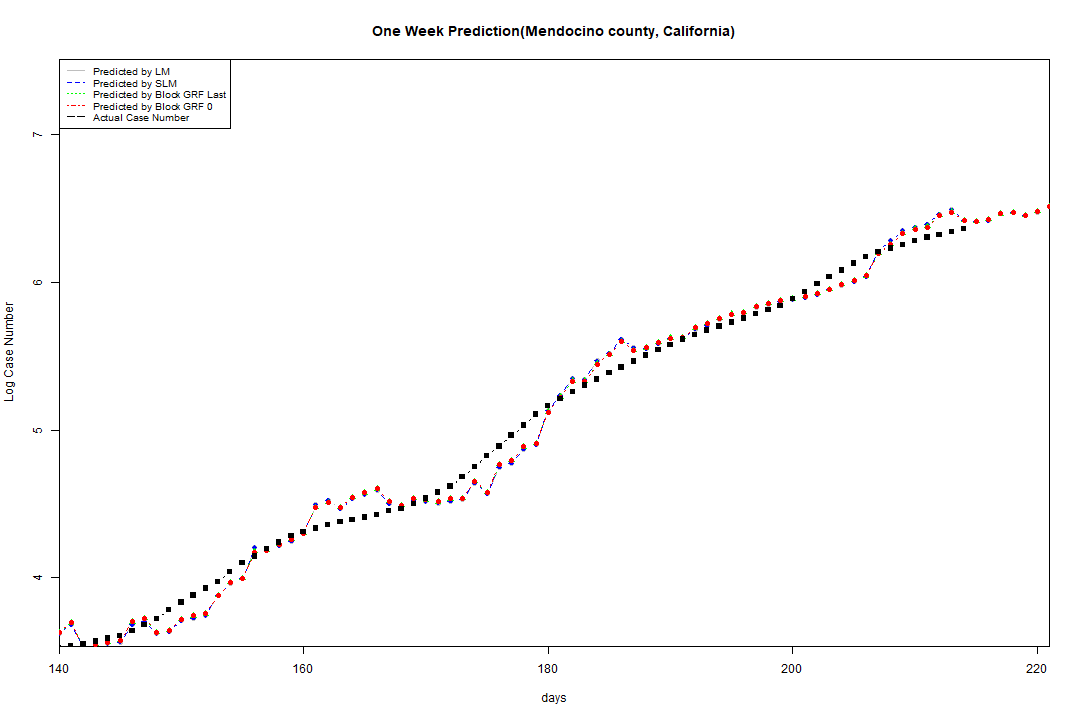 One Week Prediction(Mendocino county, California)
Predicted by LM
Predicted by SLM
Predicted by Block GRF Last
Predicted by Block GRF 0
Actual Case Number
7
6
5
4
Log Case Number
140 160 180 200 220
days